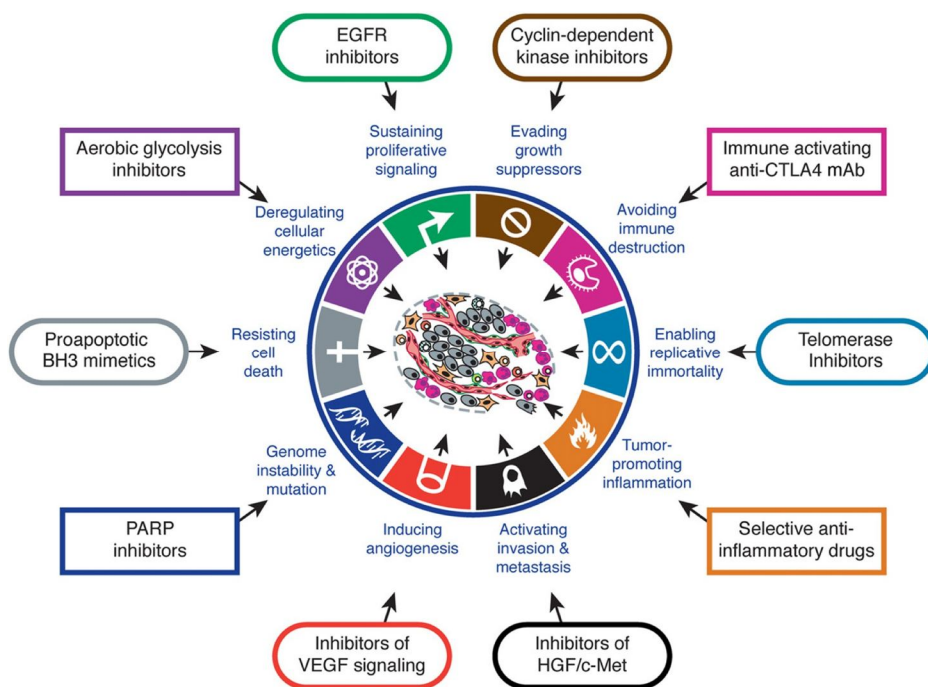 EGFR
inhibitors
Cyclin-dependent
kinase inhibitors
Sustaining
proliferative
signaling
Evading
growth
suppressors
Aerobic glycolysis
inhibitors
Immune activating
anti-CTLA4 mAb
Deregulating
cellular
energetics
Avoiding
immune
destruction
Proapoptotic
BH3 mimetics
Resisting
cell
death
Enabling
replicative
immortality
Telomerase
Inhibitors
Genome
instability &
mutation
Tumor-
promoting
inflammation
PARP
inhibitors
Inducing
angiogenesis
Activating
invasion &
metastasis
Selective anti-
inflammatory drugs
Inhibitors of
VEGF signaling
Inhibitors of
HGF/c-Met